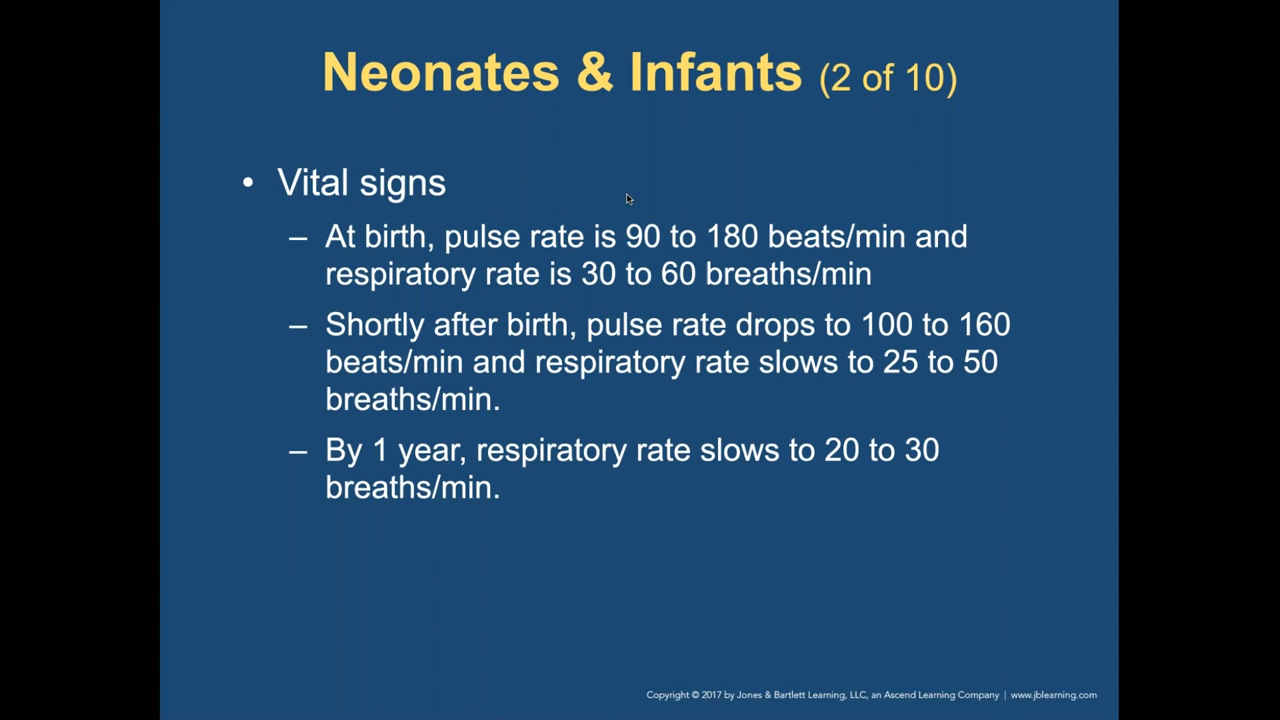 Neonates & Infants (2 of 10)
• Vital signs
– At birth, pulse rate is 90 to 180 beats/min and
respiratory rate is 30 to 60 breaths/min
– Shortly after birth, pulse rate drops to 100 to 160
beats/min and respiratory rate slows to 25 to 50
breaths/min.
– By 1 year, respiratory rate slows to 20 to 30
breaths/min.
Copyright © 2017 by Jones & Bartlett Learning, LLC, an Ascend Learning Company | www.jblearning.com